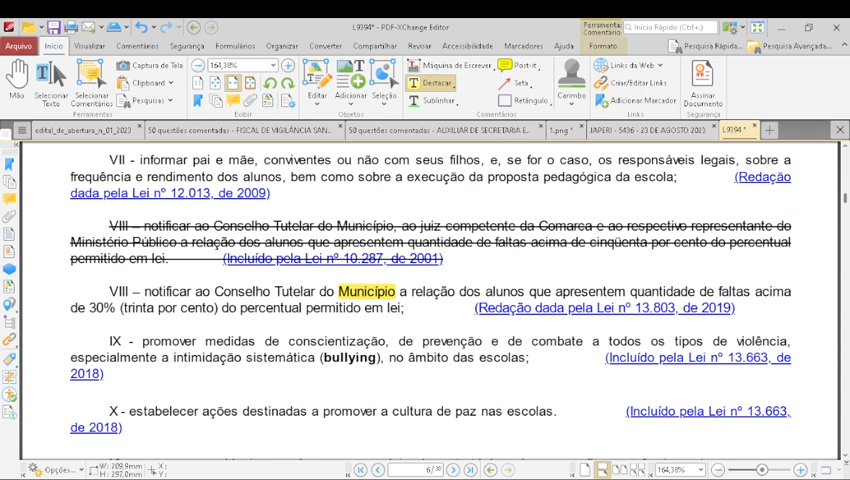 L9394* - PDF-XChange Editor
Ferramentas
Comentário
Início Rápido (Ctrl+.)
Arquivo Início Visualizar Comentários Segurança Formulários Organizar Converter Compartilhar Revisar Accessibility Marcadores Ajuda Formato Pesquisa Rápida... Pesquisa Avançada...
Mão
Selecionar Texto
Selecionar Comentários
Captura de Tela
Clipboard
Pesquisas
164,38%
Editar
Adicionar
Seleção
Máquina de Escrever
Destacar
Sublinhar
Post-it
Seta
Retângulo
Comentários
Carimbo
Links da Web
Criar/Editar Links
Adicionar Marcador
Links
Assinar Documento
Segurança
edital_de_abertura_n_01_2023 50 questões comentadas - FISCAL DE VIGILÂNCIA SAN... 50 questões comentadas - AUXILIAR DE SECRETARIA E... 1.png * JAPERI - 5436 - 23 DE AGOSTO 2023 L9394 *
VII - informar pai e mãe, conviventes ou não com seus filhos, e, se for o caso, os responsáveis legais, sobre a
frequência e rendimento dos alunos, bem como sobre a execução da proposta pedagógica da escola; (Redação
dada pela Lei nº 12.013, de 2009)
VIII – notificar ao Conselho Tutelar do Município, ao juiz competente da Comarca e ao respectivo representante do
Ministério Público a relação dos alunos que apresentem quantidade de faltas acima de cinqüenta por cento do percentual
permitido em lei. (Incluído pela Lei nº 10.287, de 2001)
VIII – notificar ao Conselho Tutelar do Município a relação dos alunos que apresentem quantidade de faltas acima
de 30% (trinta por cento) do percentual permitido em lei; (Redação dada pela Lei nº 13.803, de 2019)
IX - promover medidas de conscientização, de prevenção e de combate a todos os tipos de violência,
especialmente a intimidação sistemática (bullying), no âmbito das escolas; (Incluído pela Lei nº 13.663, de
2018)
X - estabelecer ações destinadas a promover a cultura de paz nas escolas. (Incluído pela Lei nº 13.663,
de 2018)
Opções...
W: 209,9mm
H: 297,0mm
X:
Y:
6/38
164,38%